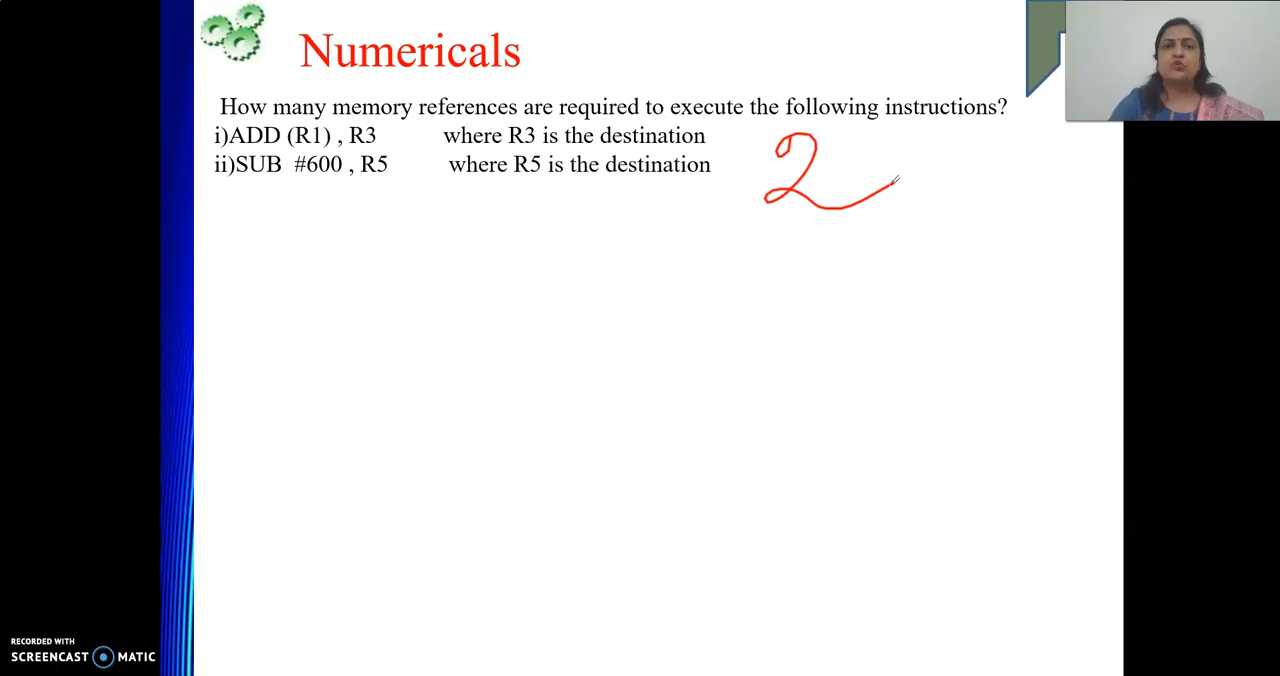 Numericals
How many memory references are required to execute the following instructions?
i)ADD (R1) , R3 where R3 is the destination
ii)SUB #600 , R5 where R5 is the destination
2
RECORDED WITH
SCREENCAST MATIC